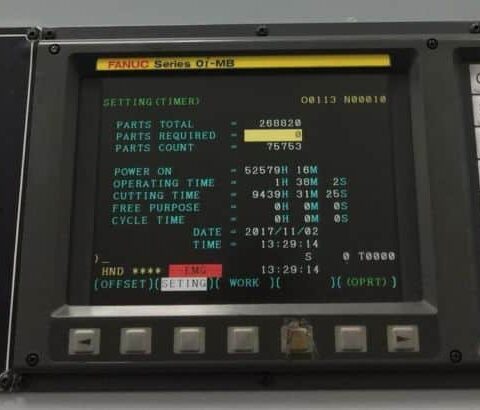 FANUC Series 0i-MB
SETTING(TIMER) O0113 N00010
PARTS TOTAL = 268820
PARTS REQUIRED = 0
PARTS COUNT = 75753
POWER ON = 52579H 16M
OPERATING TIME = 1H 38M 2S
CUTTING TIME = 9439H 31M 25S
FREE PURPOSE = 0H 0M 0S
CYCLE TIME = 0H 0M 0S
DATE = 2017/11/02
TIME = 13:29:14
)_ S 0 T0000
HND **** -EMG- 13:29:14
(OFFSET)(SETING)( WORK )( )( (OPRT) )